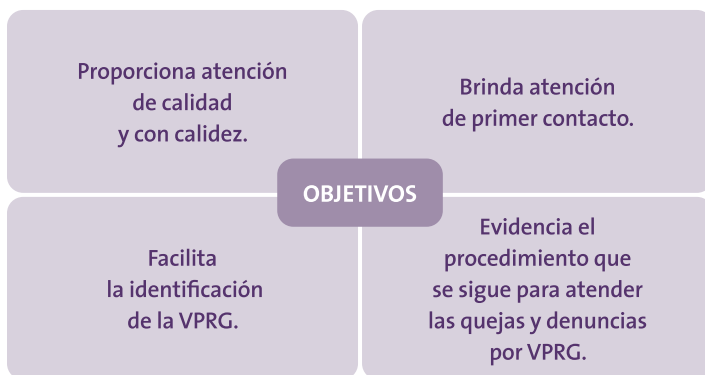 Proporciona atención
de calidad
y con calidez.
Brinda atención
de primer contacto.
OBJETIVOS
Facilita
la identificación
de la VPRG.
Evidencia el
procedimiento que
se sigue para atender
las quejas y denuncias
por VPRG.